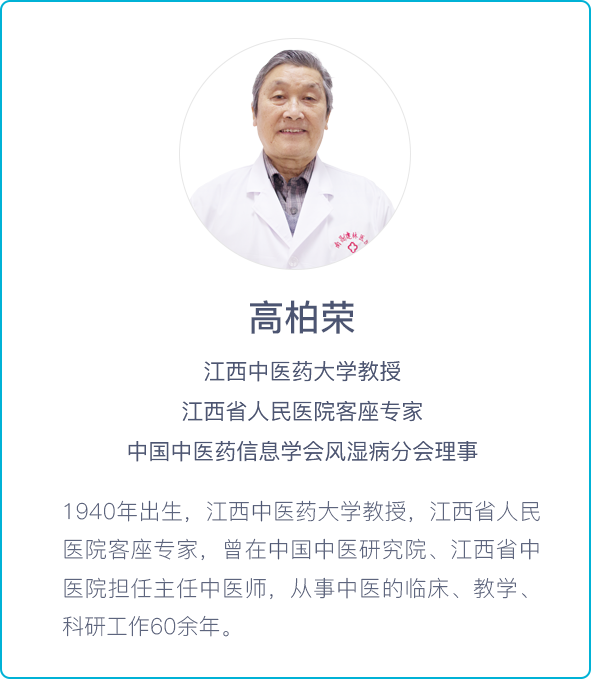 高柏荣
江西中医药大学教授
江西省人民医院客座专家
中国中医药信息学会风湿病分会理事
1940年出生，江西中医药大学教授，江西省人民
医院客座专家，曾在中国中医研究院、江西省中
医院担任主任中医师，从事中医的临床、教学、
科研工作60余年。